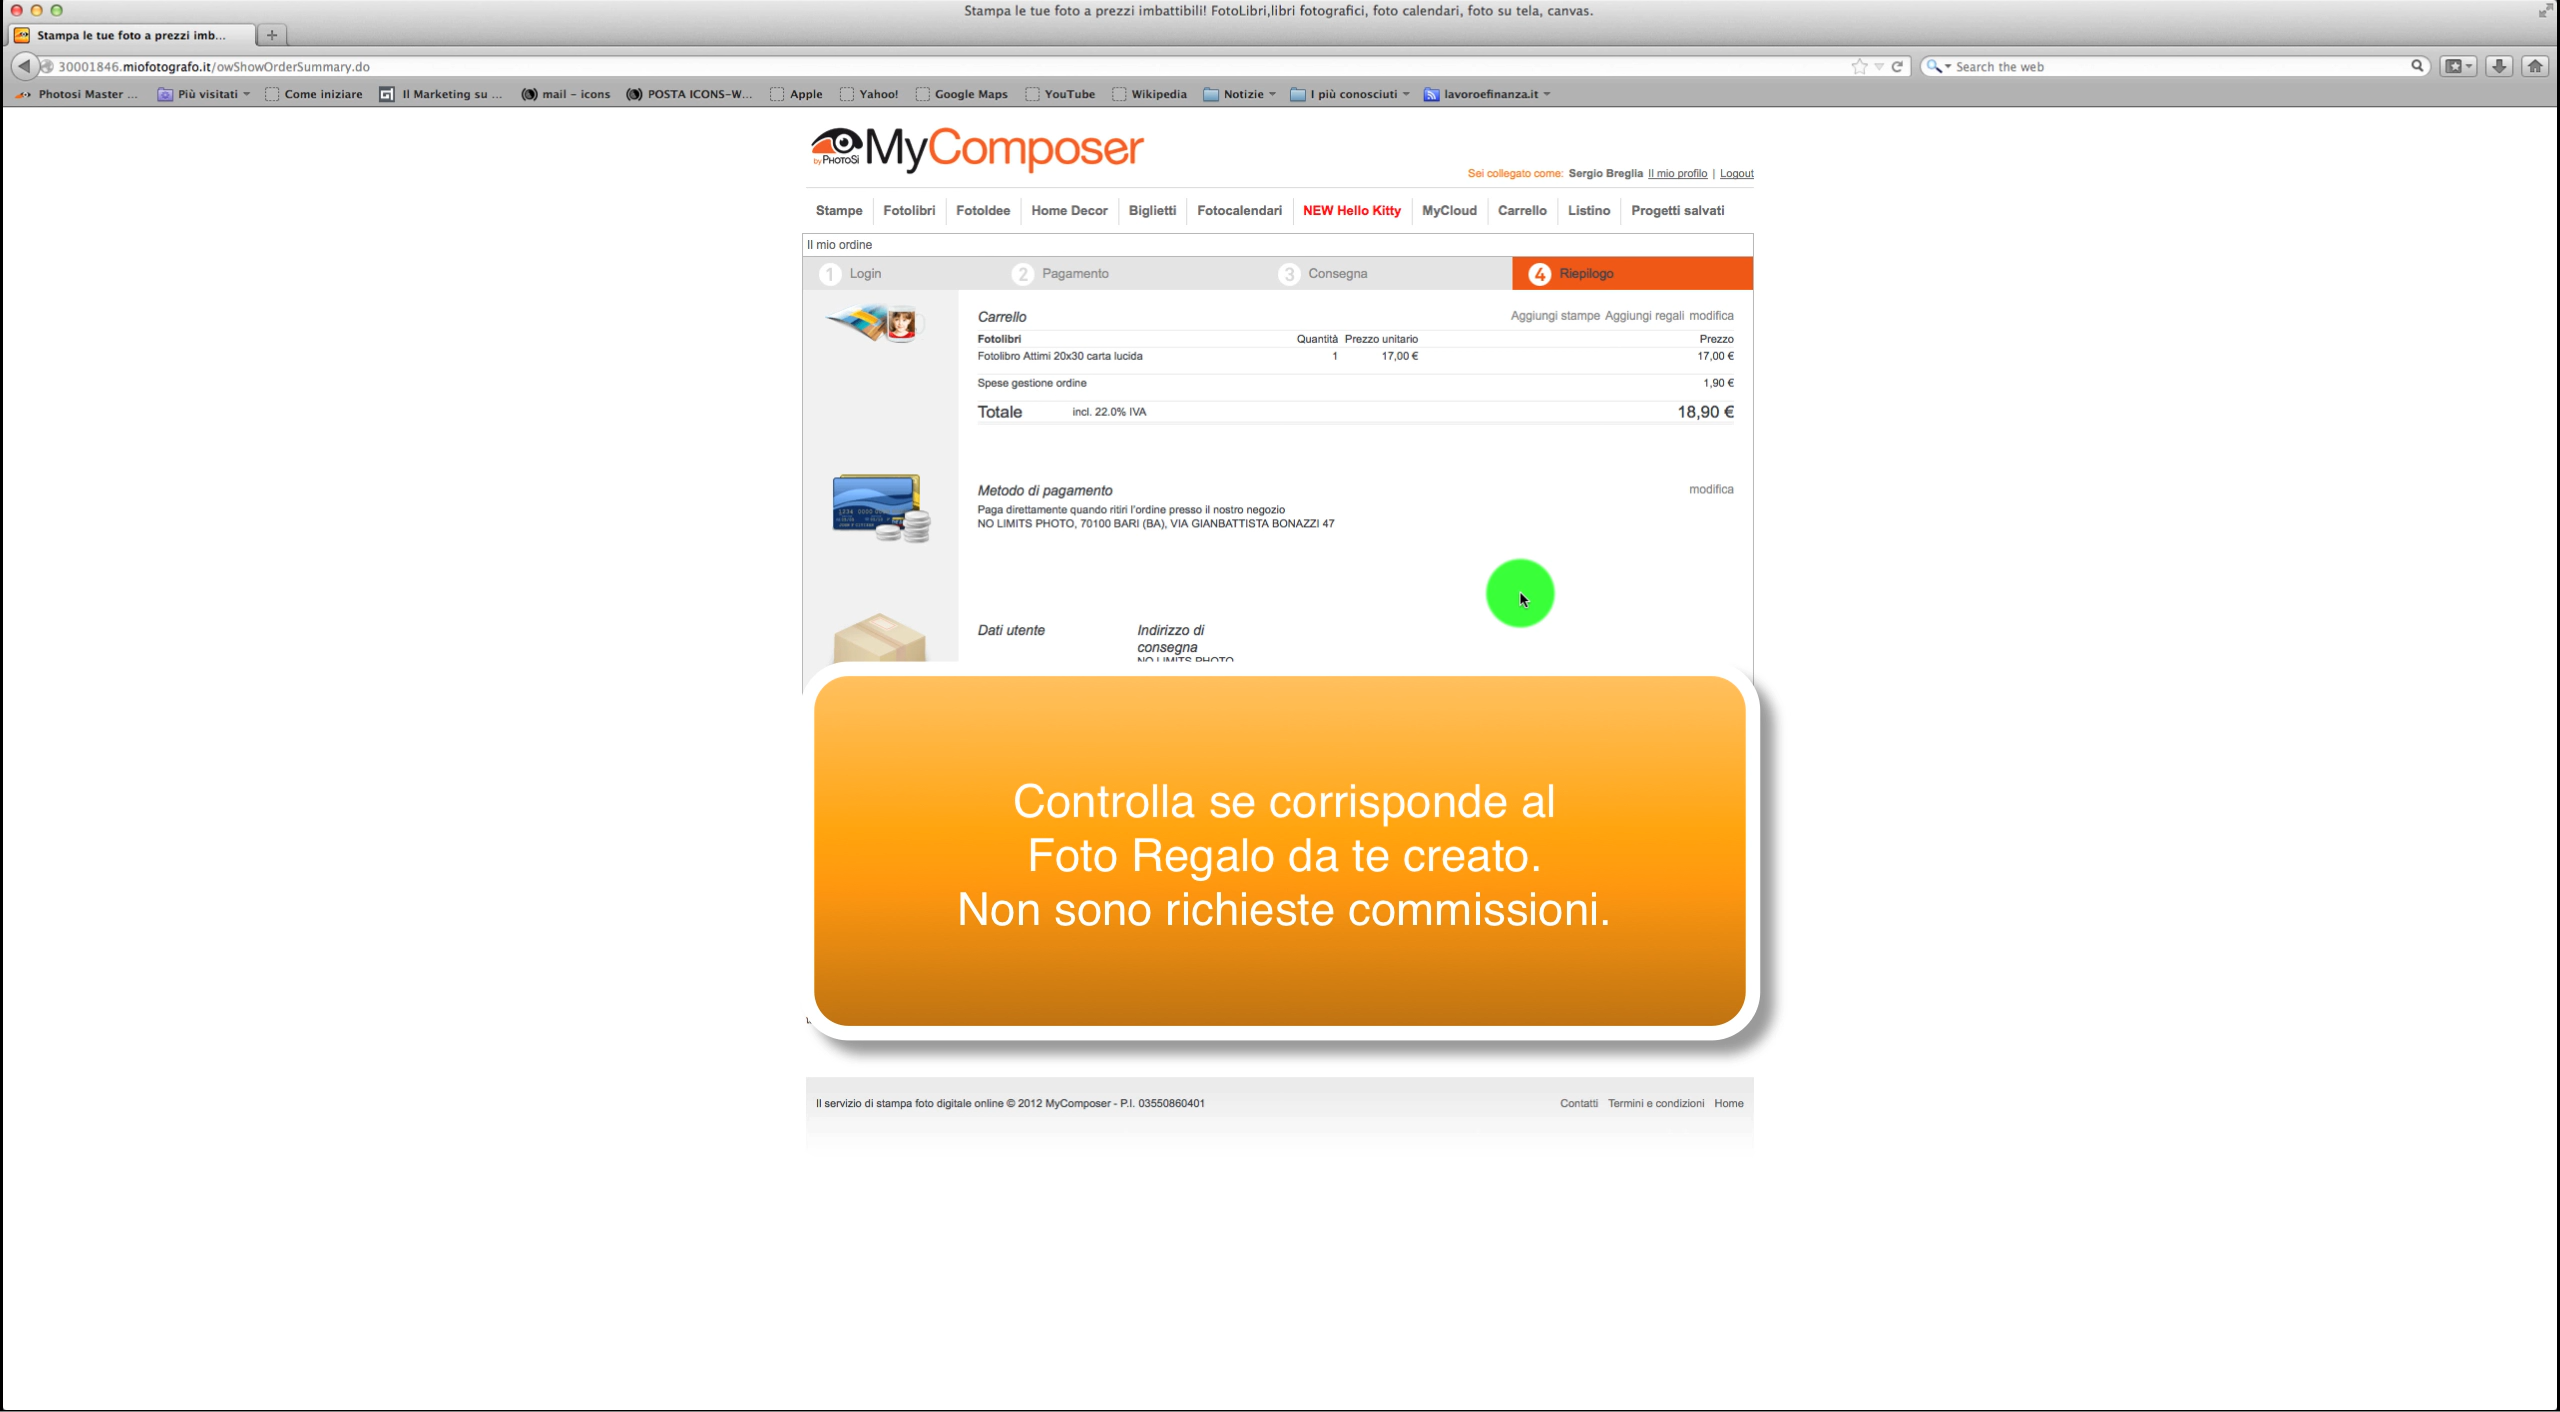 Stampa le tue foto a prezzi imbattibili! FotoLibri,libri fotografici, foto calendari, foto su tela, canvas.
Stampa le tue foto a prezzi imb...
30001846.miofotografo.it/owShowOrderSummary.do
Search the web
Photosi Master ...
Più visitati
Come iniziare
Il Marketing su ...
mail – icons
POSTA ICONS-W...
Apple
Yahoo!
Google Maps
YouTube
Wikipedia
Notizie
I più conosciuti
lavoroefinanza.it
by PHOTOSì
MyComposer
Sei collegato come: Sergio Breglia Il mio profilo | Logout
Stampe Fotolibri FotoIdee Home Decor Biglietti Fotocalendari NEW Hello Kitty MyCloud Carrello Listino Progetti salvati
Il mio ordine
1 Login 2 Pagamento 3 Consegna 4 Riepilogo
Carrello Aggiungi stampe Aggiungi regali modifica
Fotolibri Quantità Prezzo unitario Prezzo
Fotolibro Attimi 20x30 carta lucida 1 17,00 € 17,00 €
Spese gestione ordine 1,90 €
Totale incl. 22.0% IVA 18,90 €
Metodo di pagamento modifica
Paga direttamente quando ritiri l'ordine presso il nostro negozio
NO LIMITS PHOTO, 70100 BARI (BA), VIA GIANBATTISTA BONAZZI 47
Dati utente
Indirizzo di
consegna
NO LIMITS PHOTO
Controlla se corrisponde al
Foto Regalo da te creato.
Non sono richieste commissioni.
Il servizio di stampa foto digitale online © 2012 MyComposer - P.I. 03550860401
Contatti Termini e condizioni Home